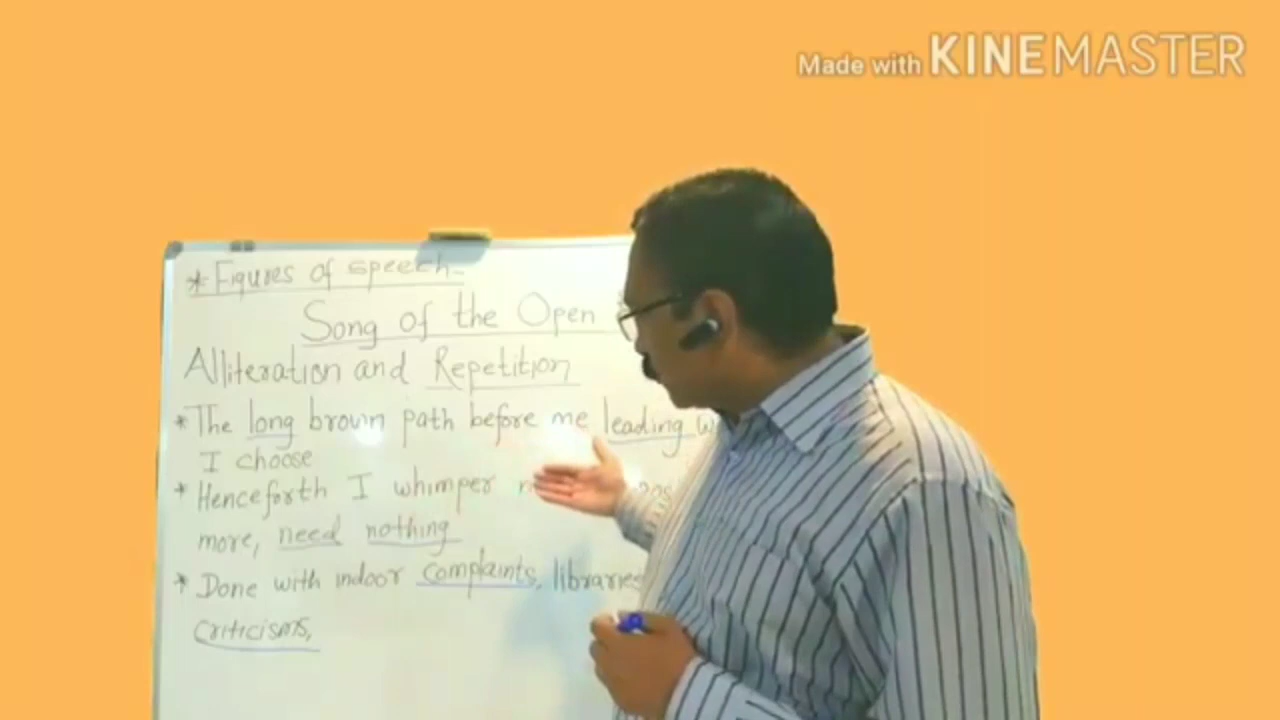 Made with KINEMASTER
* Figures of speech-
Song of the Open
Alliteration and Repetition
* The long brown path before me leading
I choose
* Henceforth I whimper
more, need nothing
* Done with indoor complaints, libraries
criticisms,